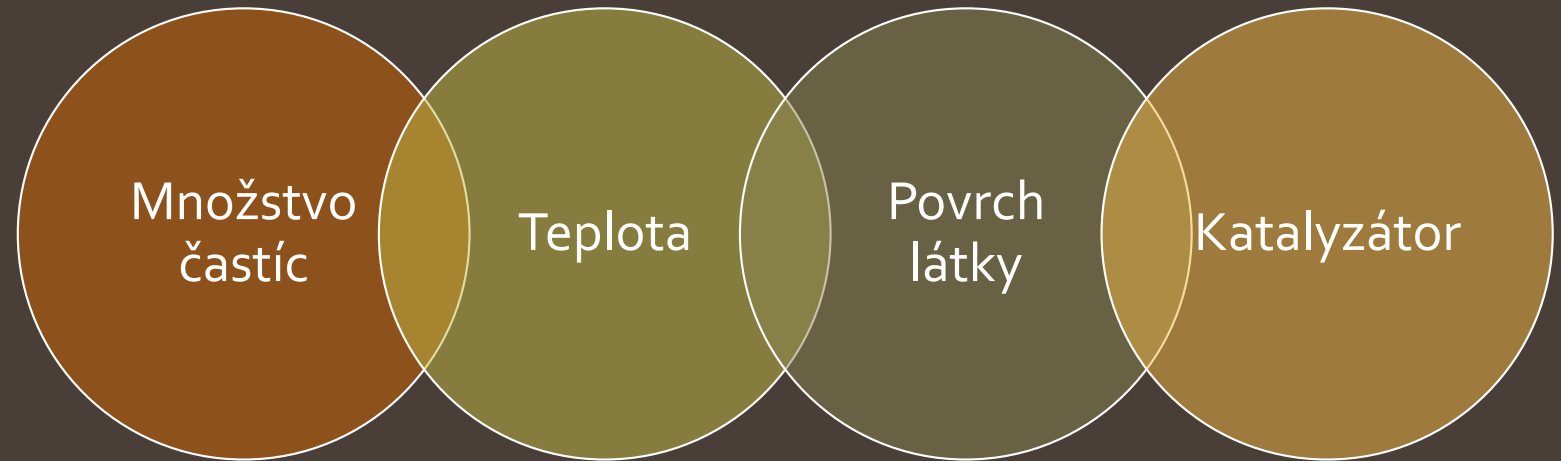 Množstvo
častíc
Teplota
Povrch
látky
Katalyzátor